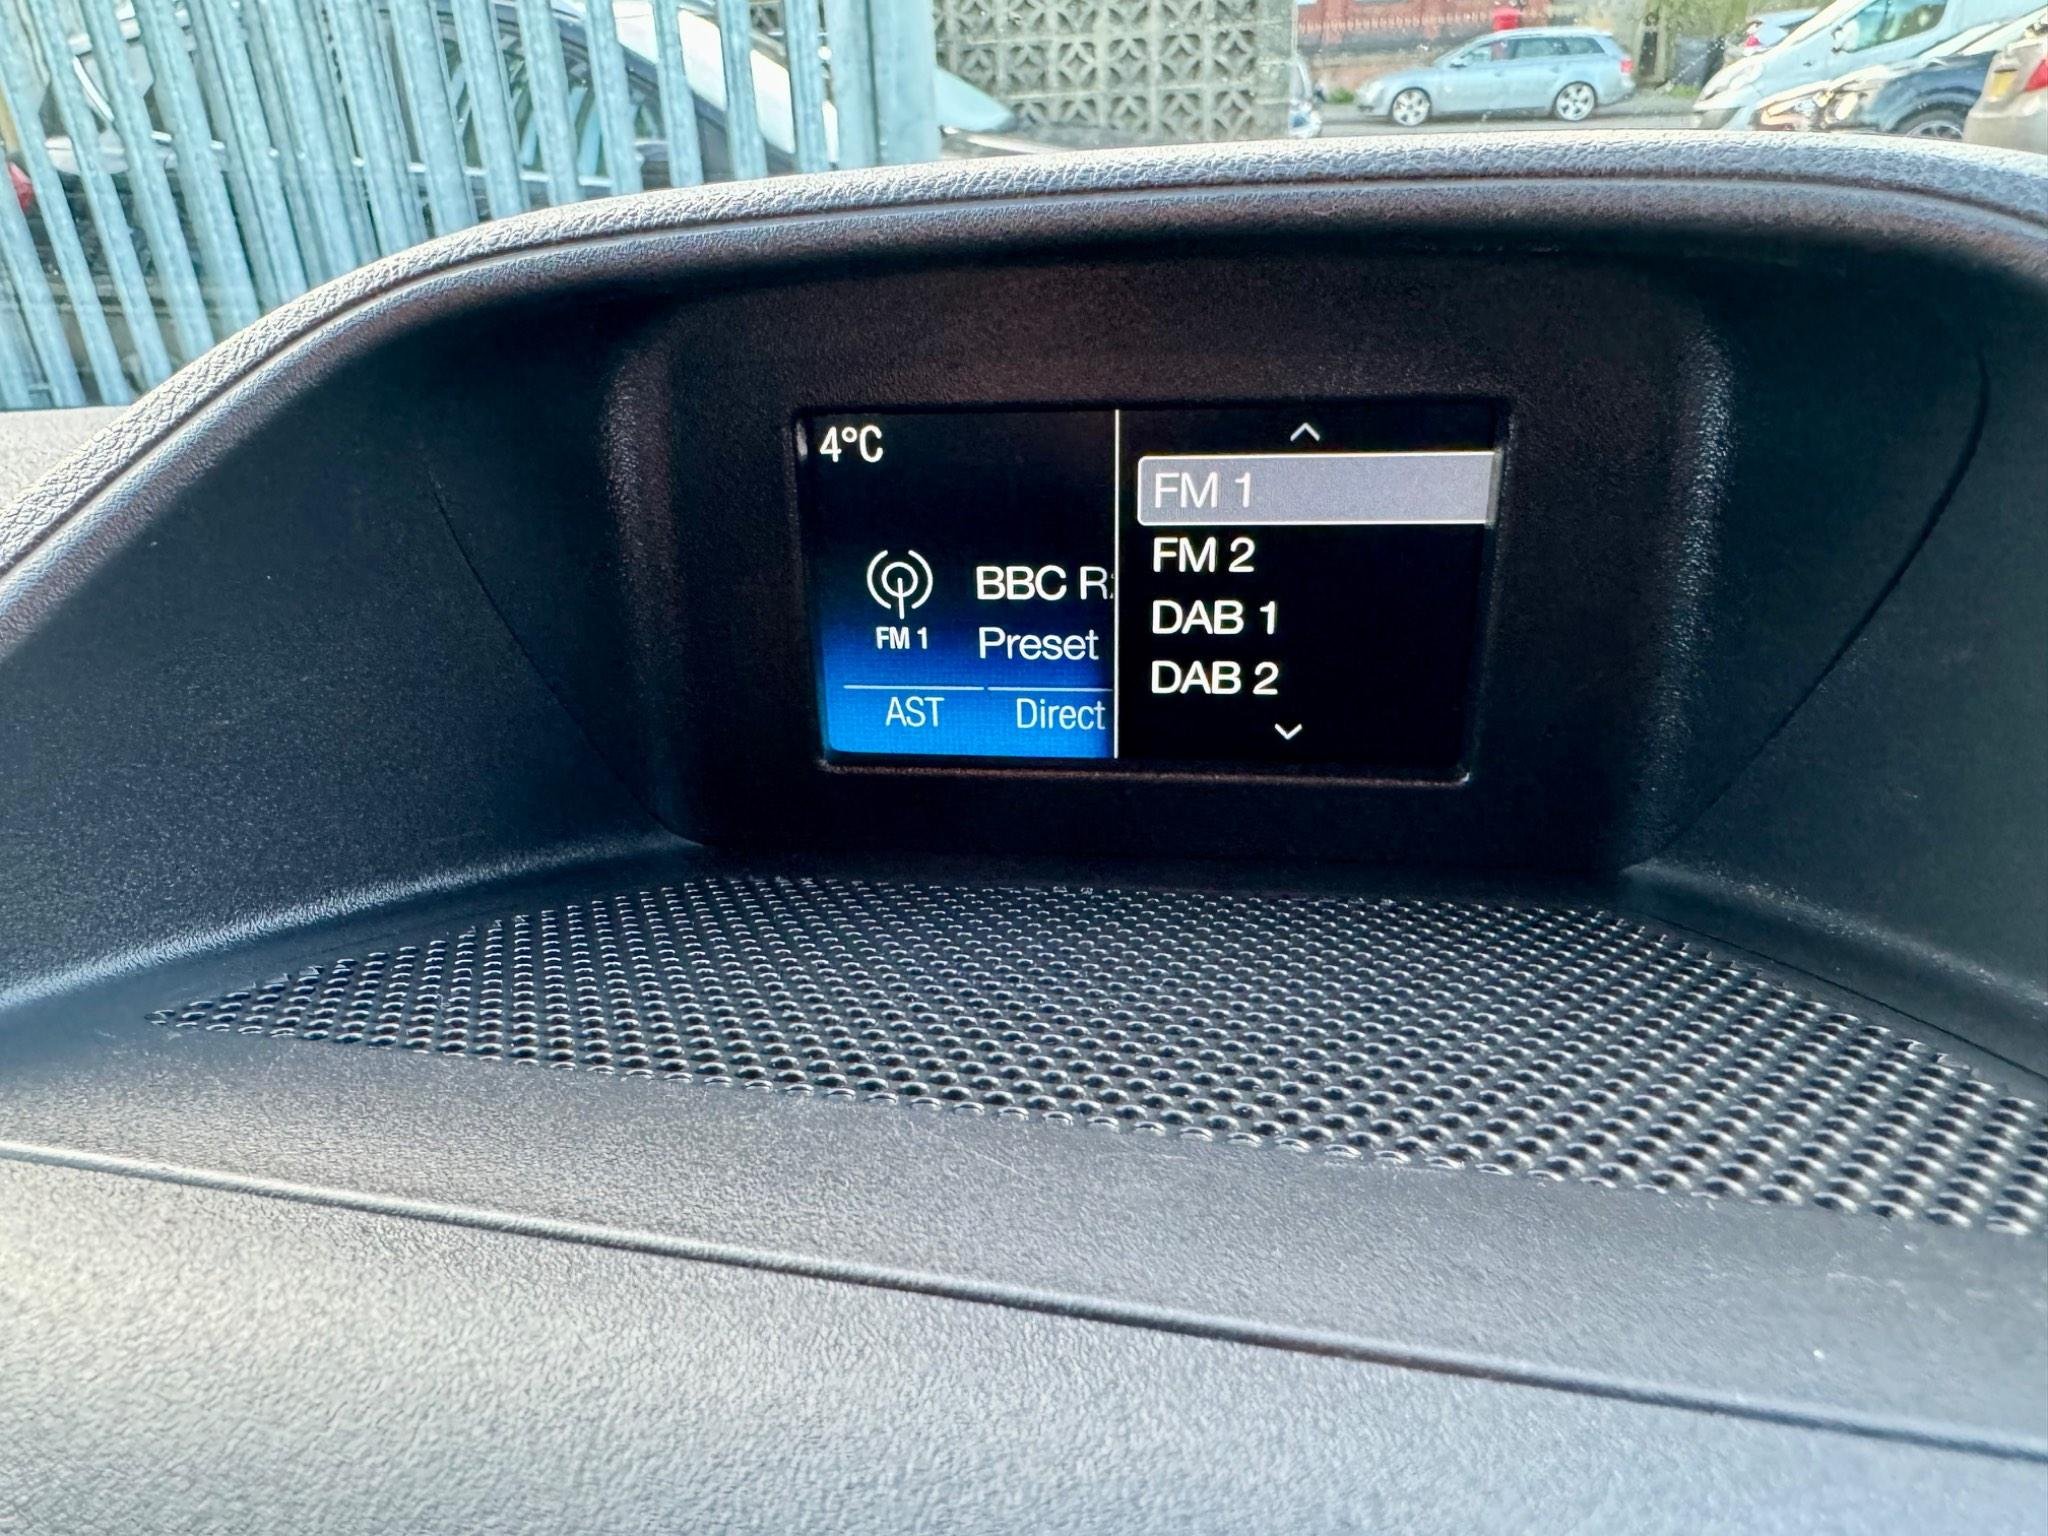 4°C
BBC
FM 1
Preset
AST
Direct
FM 1
FM 2
DAB 1
DAB 2